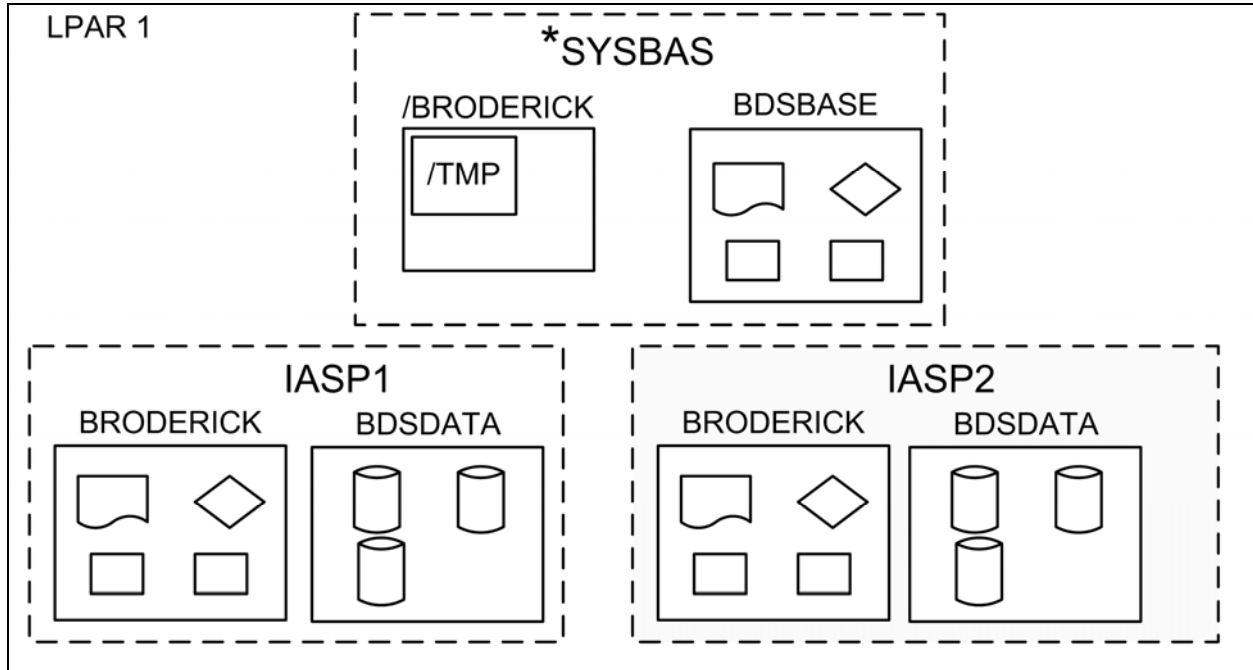 LPAR 1
*SYSBAS
/BRODERICK
BDSBASE
/TMP
IASP1
BRODERICK
BDSDATA
IASP2
BRODERICK
BDSDATA